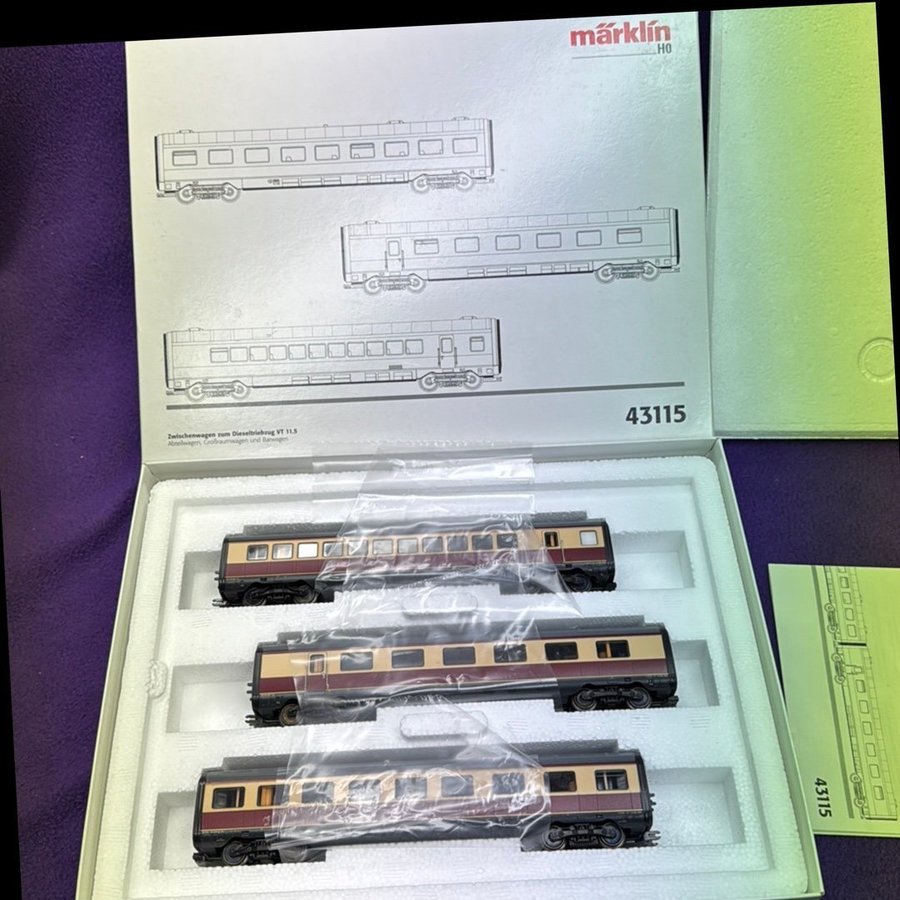 märklin
H0
43115
Zwischenwagen zum Dieseltriebzug VT 11.5
Abteilwagen, Großraumwagen und Barwagen
43115